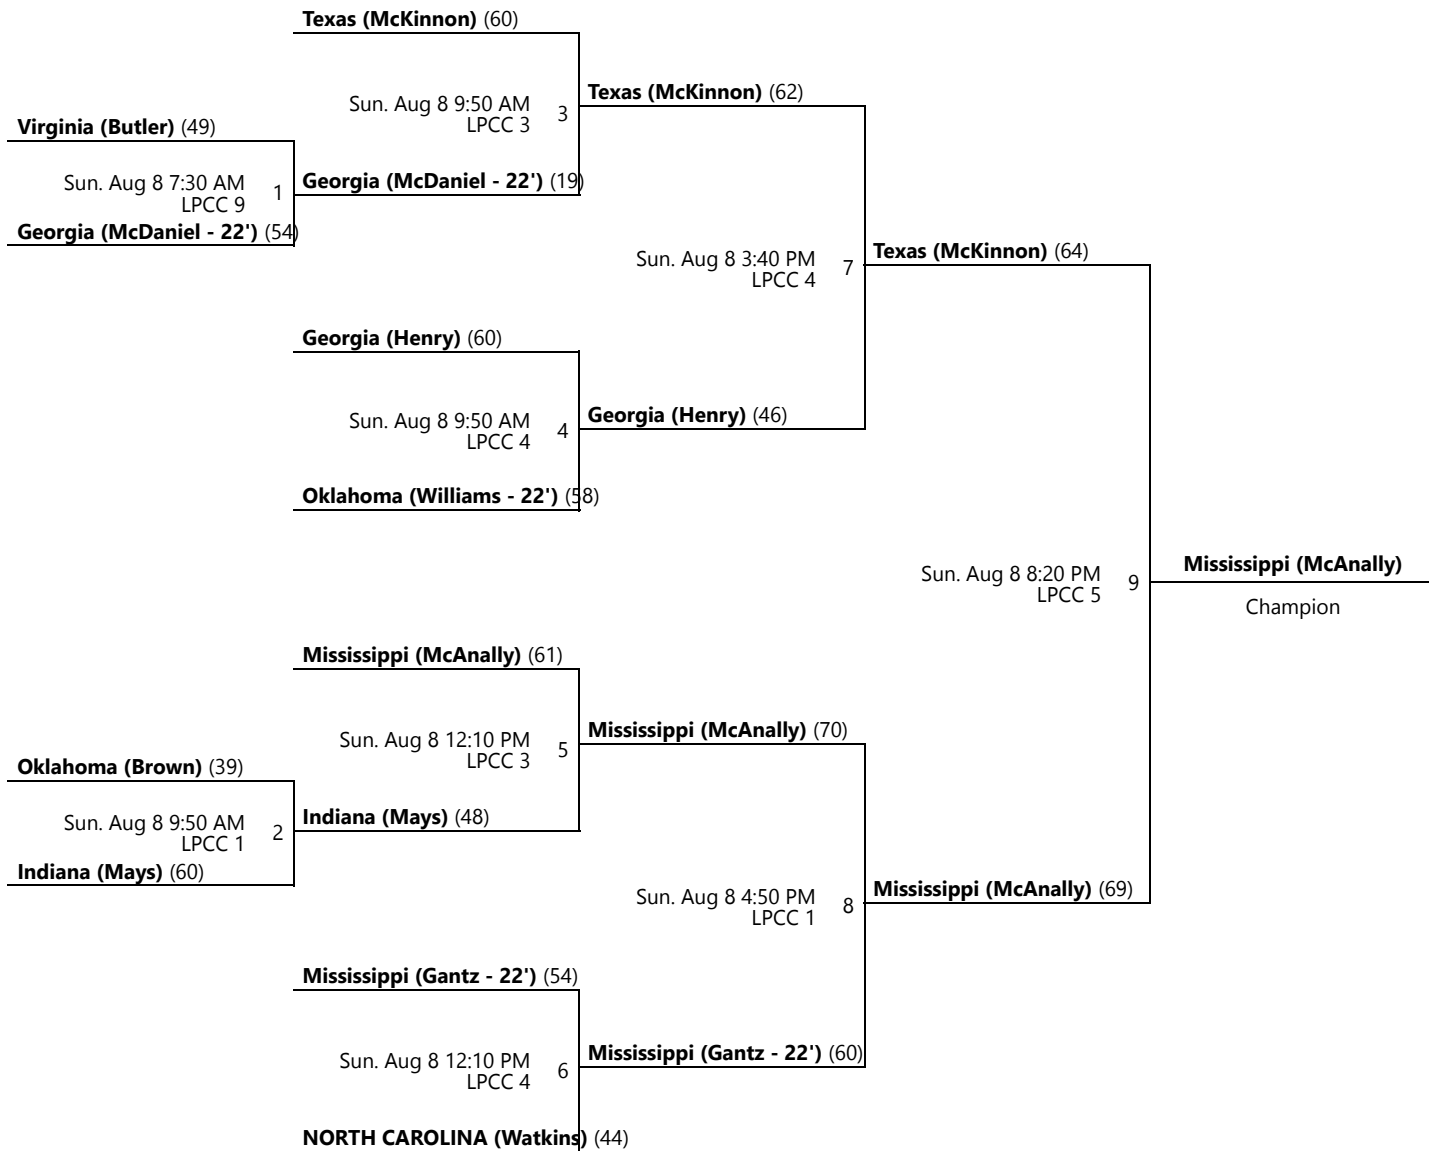 Texas (McKinnon) (60)
Sun. Aug 8 9:50 AM
LPCC 3
3
Texas (McKinnon) (62)
Virginia (Butler) (49)
Sun. Aug 8 7:30 AM
LPCC 9
1
Georgia (McDaniel - 22') (19)
Georgia (McDaniel - 22') (54)
Sun. Aug 8 3:40 PM
LPCC 4
7
Texas (McKinnon) (64)
Georgia (Henry) (60)
Sun. Aug 8 9:50 AM
LPCC 4
4
Georgia (Henry) (46)
Oklahoma (Williams - 22') (58)
Sun. Aug 8 8:20 PM
LPCC 5
9
Mississippi (McAnally)
Champion
Mississippi (McAnally) (61)
Sun. Aug 8 12:10 PM
LPCC 3
5
Mississippi (McAnally) (70)
Oklahoma (Brown) (39)
Sun. Aug 8 9:50 AM
LPCC 1
2
Indiana (Mays) (48)
Indiana (Mays) (60)
Sun. Aug 8 4:50 PM
LPCC 1
8
Mississippi (McAnally) (69)
Mississippi (Gantz - 22') (54)
Sun. Aug 8 12:10 PM
LPCC 4
6
Mississippi (Gantz - 22') (60)
NORTH CAROLINA (Watkins) (44)